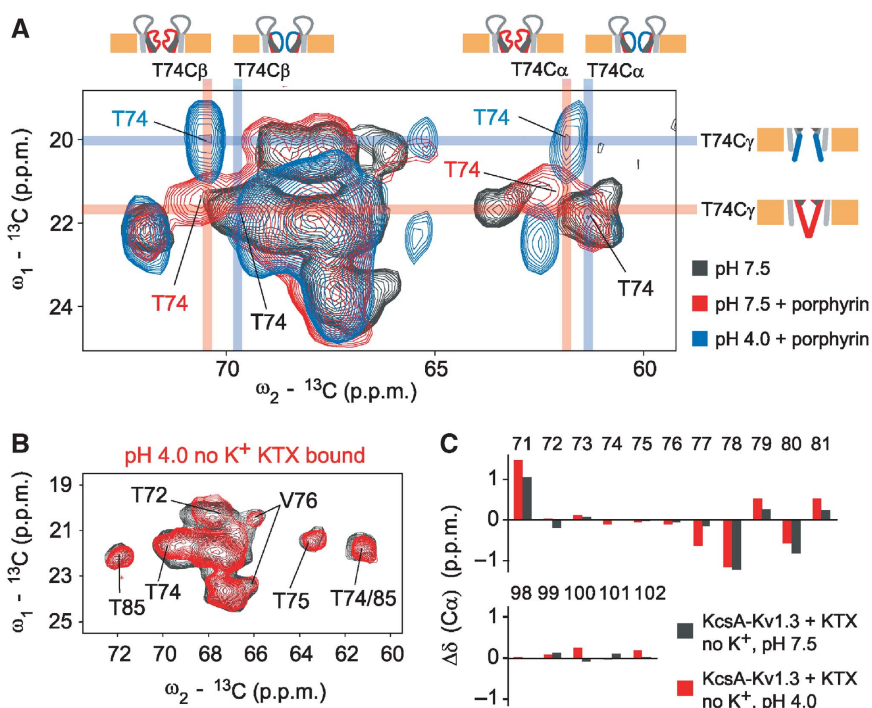 A
T74Cβ T74Cβ T74Cα T74Cα
T74 T74 T74Cγ
T74
T74Cγ
T74 T74 T74
20
22
24
ω1 - 13C (p.p.m.)
70 65 60
ω2 - 13C (p.p.m.)
pH 7.5
pH 7.5 + porphyrin
pH 4.0 + porphyrin
B
pH 4.0 no K+ KTX bound
19
21
23
25
ω1 - 13C (p.p.m.)
T72 V76
T85 T74 T75 T74/85
72 70 68 66 64 62 60
ω2 - 13C (p.p.m.)
C
71 72 73 74 75 76 77 78 79 80 81
1
0
−1
98 99 100 101 102
1
0
−1
Δδ (Cα) (p.p.m.)
KcsA-Kv1.3 + KTX
no K+, pH 7.5
KcsA-Kv1.3 + KTX
no K+, pH 4.0